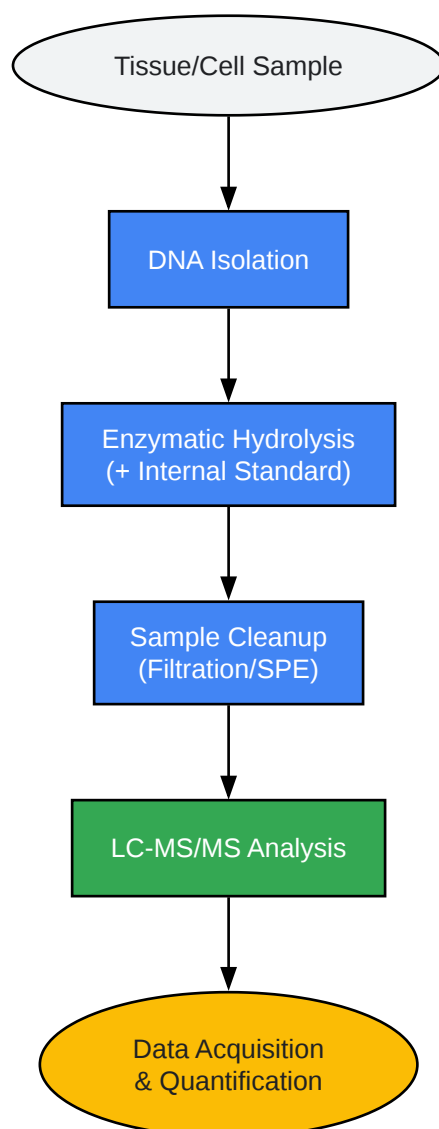 Tissue/Cell Sample
DNA Isolation
Enzymatic Hydrolysis
(+ Internal Standard)
Sample Cleanup
(Filtration/SPE)
LC-MS/MS Analysis
Data Acquisition
& Quantification